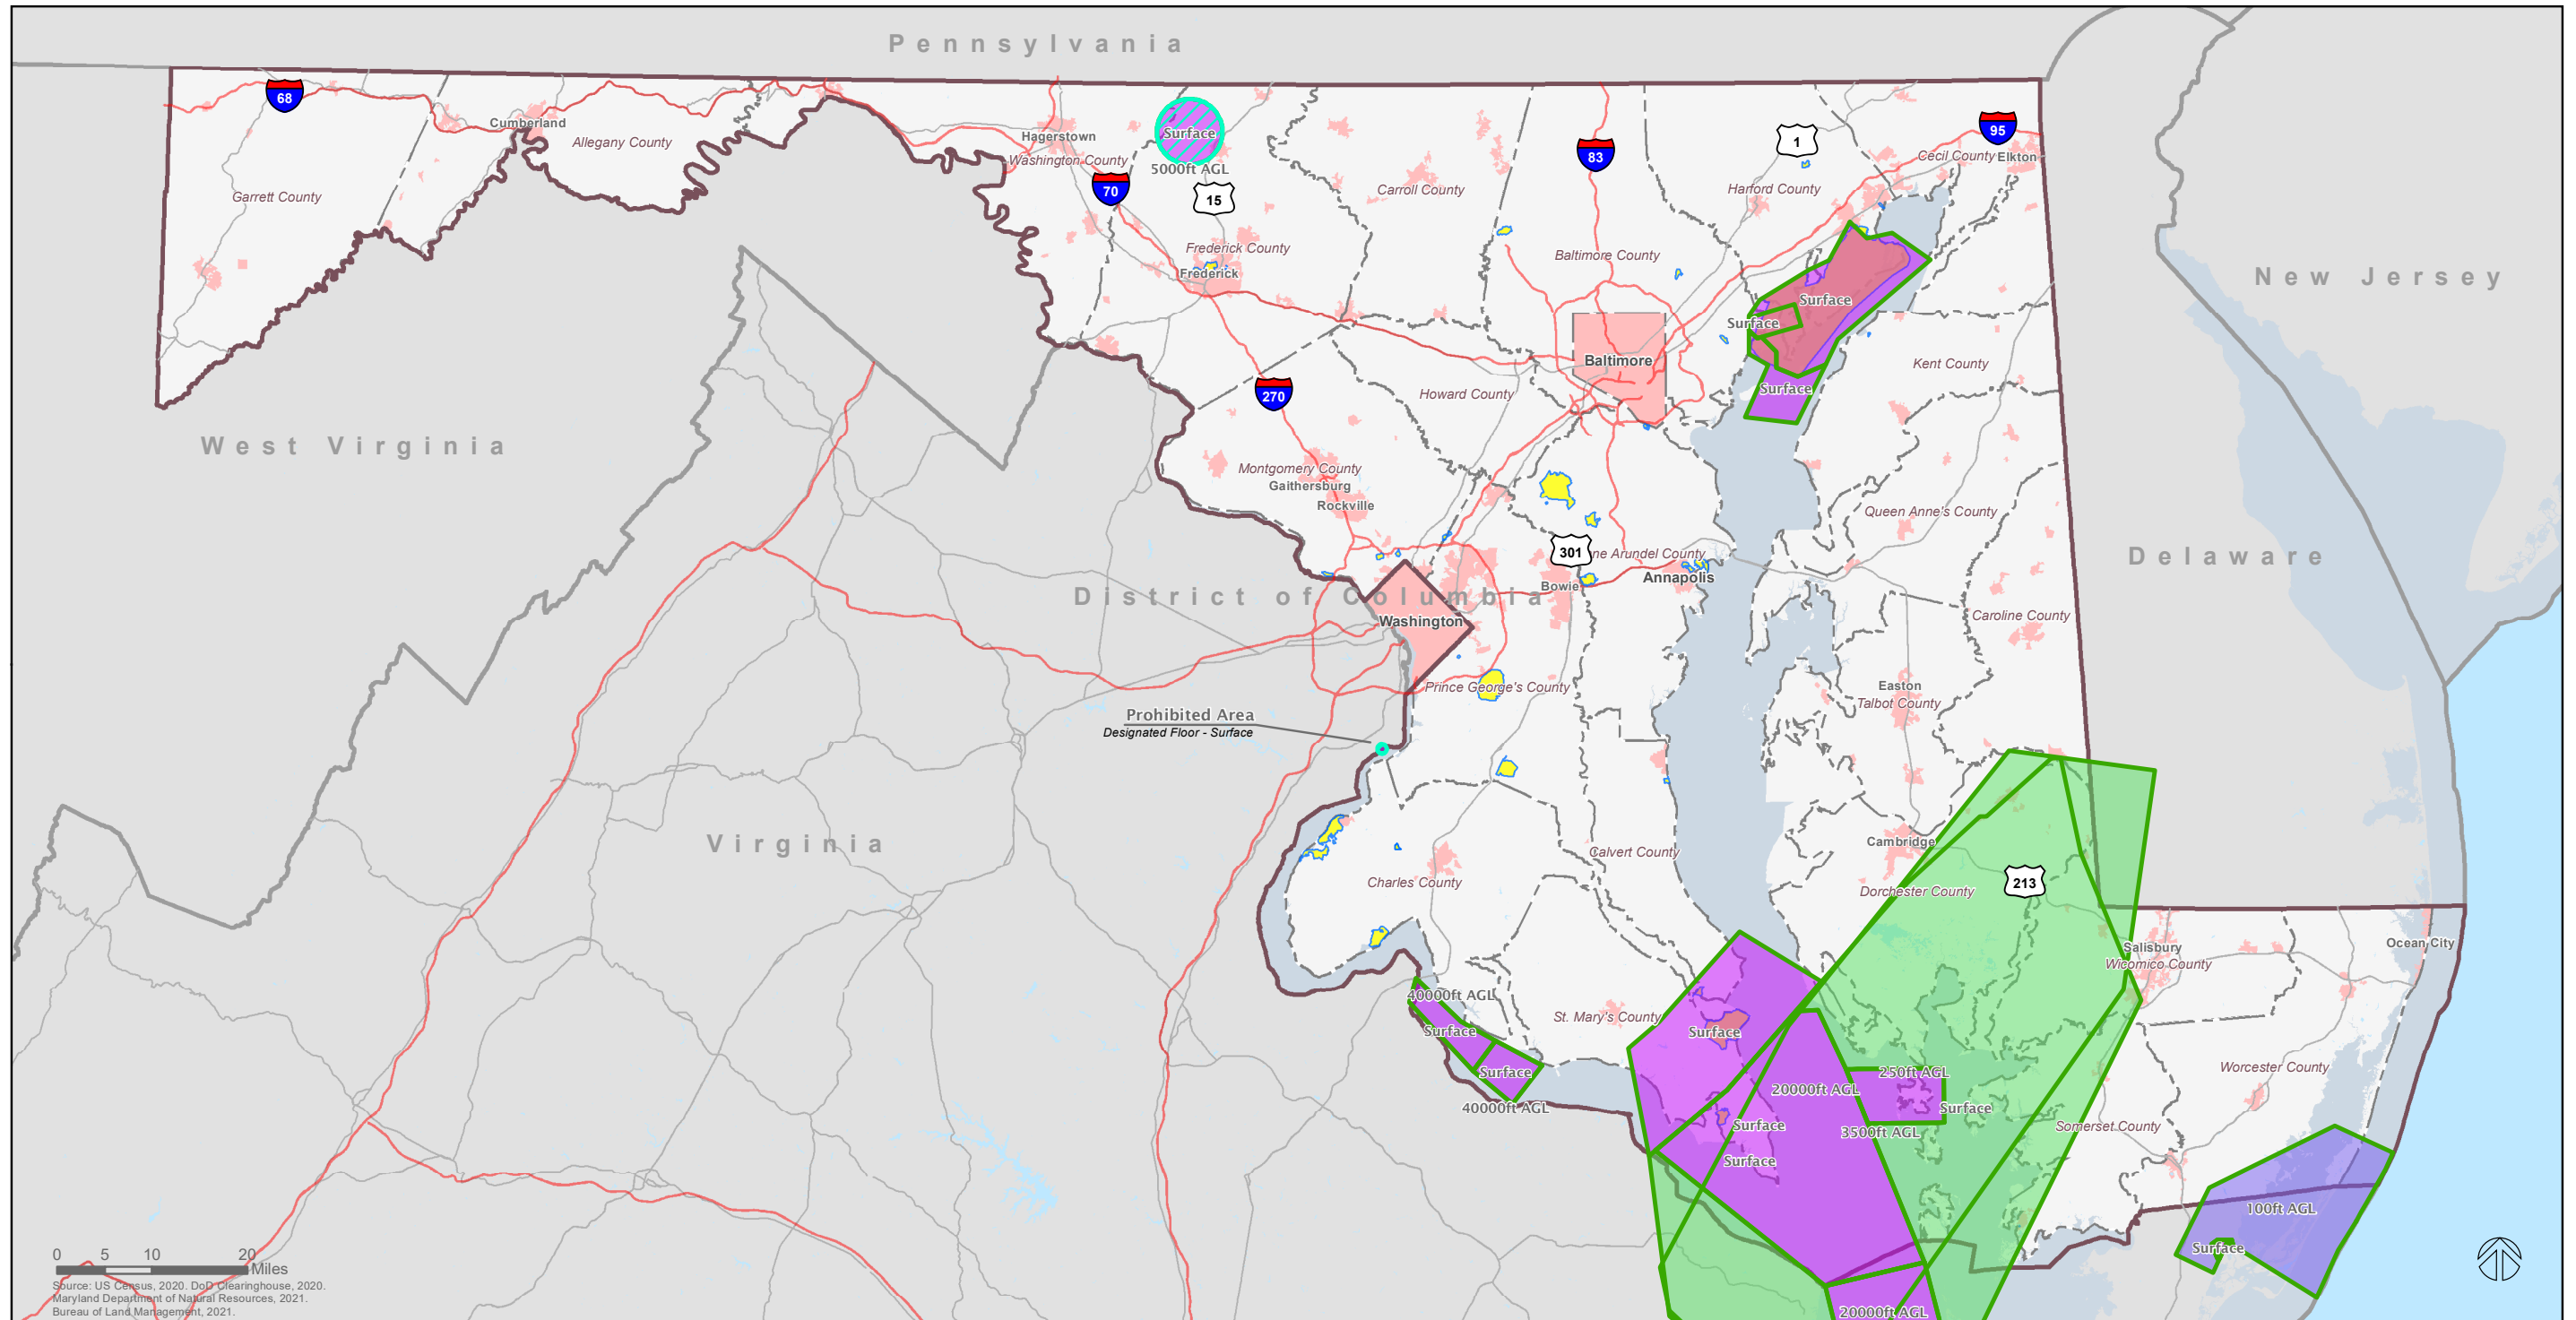 Pennsylvania
68
Cumberland
Allegany County
Garrett County
Hagerstown
Washington County
70
Surface
5000ft AGL
15
Carroll County
83
1
95
Cecil County
Elkton
Harford County
Frederick County
Frederick
Baltimore County
New Jersey
Surface
Surface
Baltimore
Kent County
Surface
270
Howard County
West Virginia
Montgomery County
Gaithersburg
Rockville
Queen Anne's County
301
ne Arundel County
Delaware
Annapolis
Bowie
District of Columbia
Washington
Caroline County
Prince George's County
Easton
Talbot County
Prohibited Area
Designated Floor - Surface
Virginia
Cambridge
Calvert County
Charles County
Dorchester County
213
Salisbury
Wicomico County
Ocean City
40000ft AGL
Surface
St. Mary's County
Surface
Surface
40000ft AGL
20000ft AGL
250ft AGL
Surface
3500ft AGL
Surface
Surface
Somerset County
Worcester County
100ft AGL
Surface
20000ft AGL
0 5 10 20
Miles
Source: US Census, 2020. DoD Clearinghouse, 2020.
Maryland Department of Natural Resources, 2021.
Bureau of Land Management, 2021.